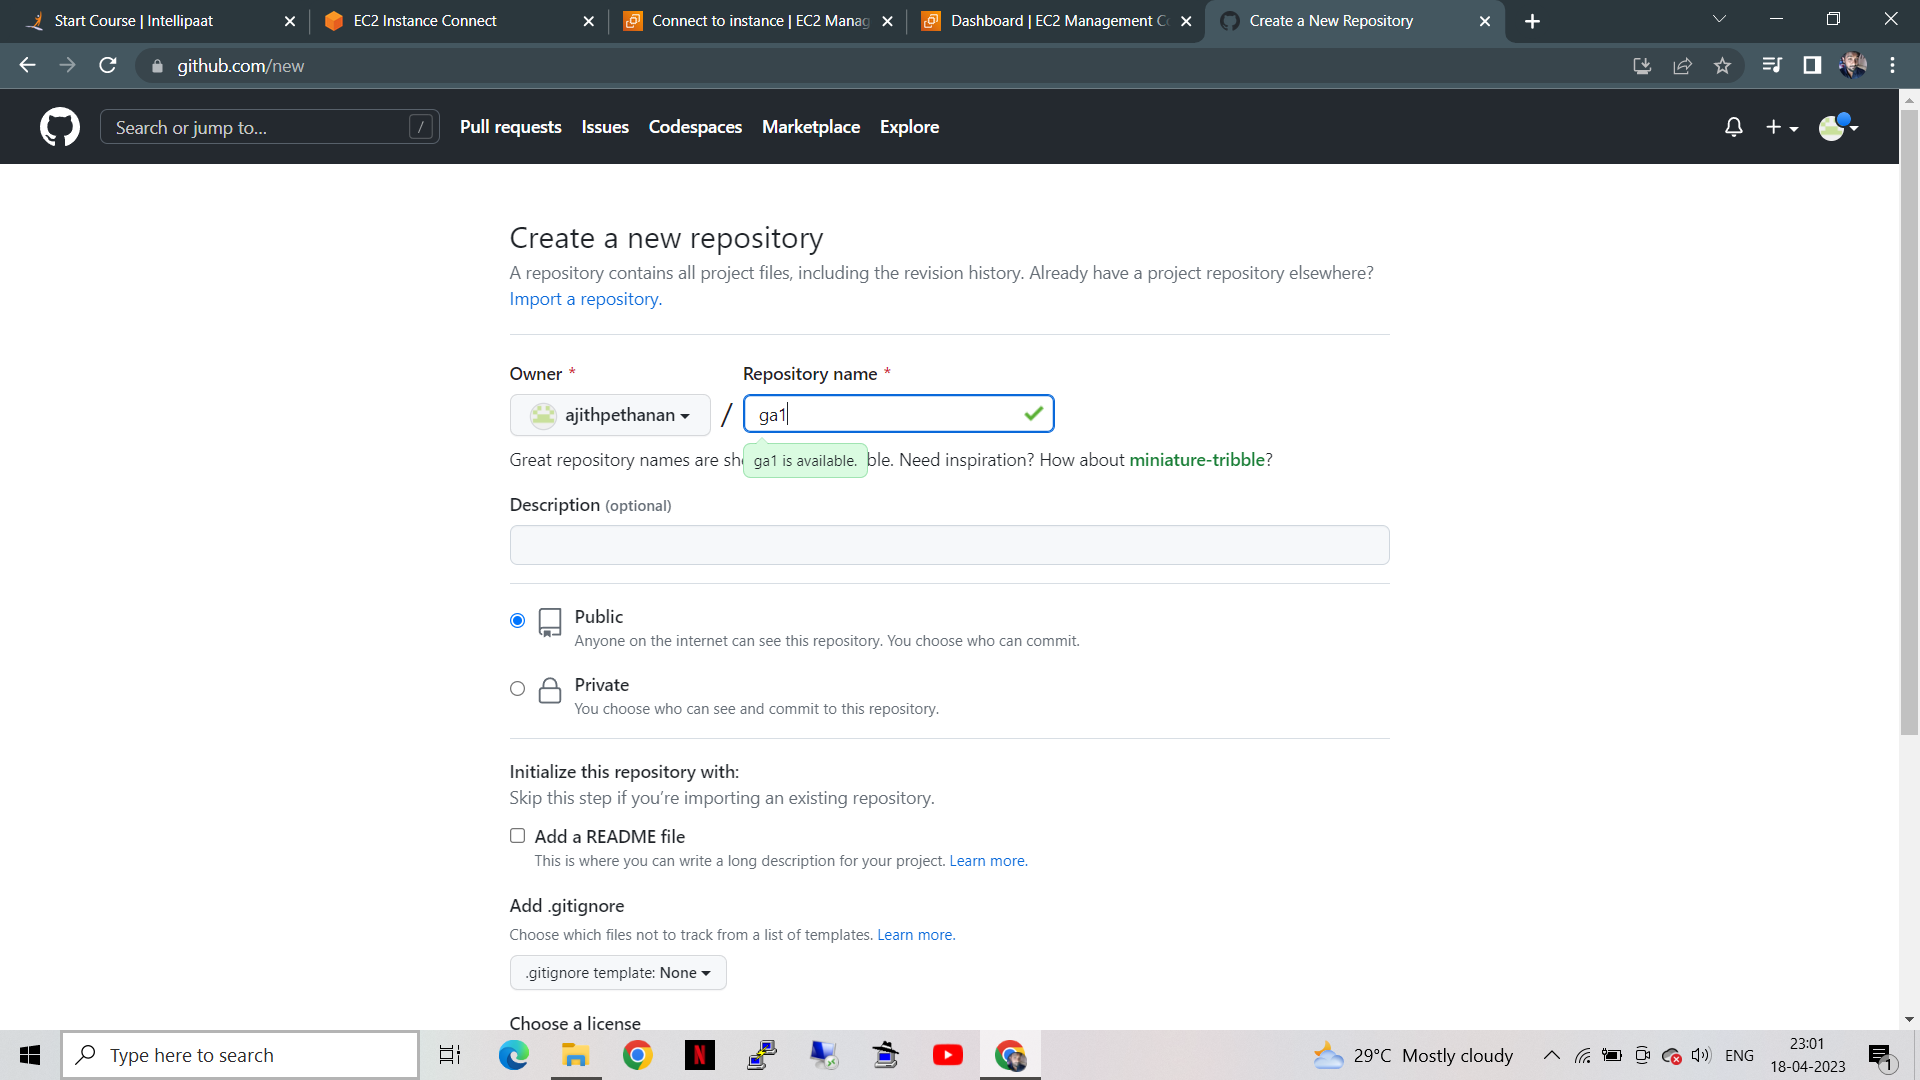 Start Course | Intellipaat
EC2 Instance Connect
Connect to instance | EC2 Manag
Dashboard | EC2 Management Co
Create a New Repository
github.com/new
Search or jump to...
/
Pull requests
Issues
Codespaces
Marketplace
Explore
Create a new repository
A repository contains all project files, including the revision history. Already have a project repository elsewhere?
Import a repository.
Owner *
Repository name *
ajithpethanan
/
ga1
Great repository names are sh
ga1 is available.
ble. Need inspiration? How about miniature-tribble?
Description (optional)
Public
Anyone on the internet can see this repository. You choose who can commit.
Private
You choose who can see and commit to this repository.
Initialize this repository with:
Skip this step if you’re importing an existing repository.
Add a README file
This is where you can write a long description for your project. Learn more.
Add .gitignore
Choose which files not to track from a list of templates. Learn more.
.gitignore template: None
Choose a license
Type here to search
N
29°C Mostly cloudy
ENG
23:01
18-04-2023
1